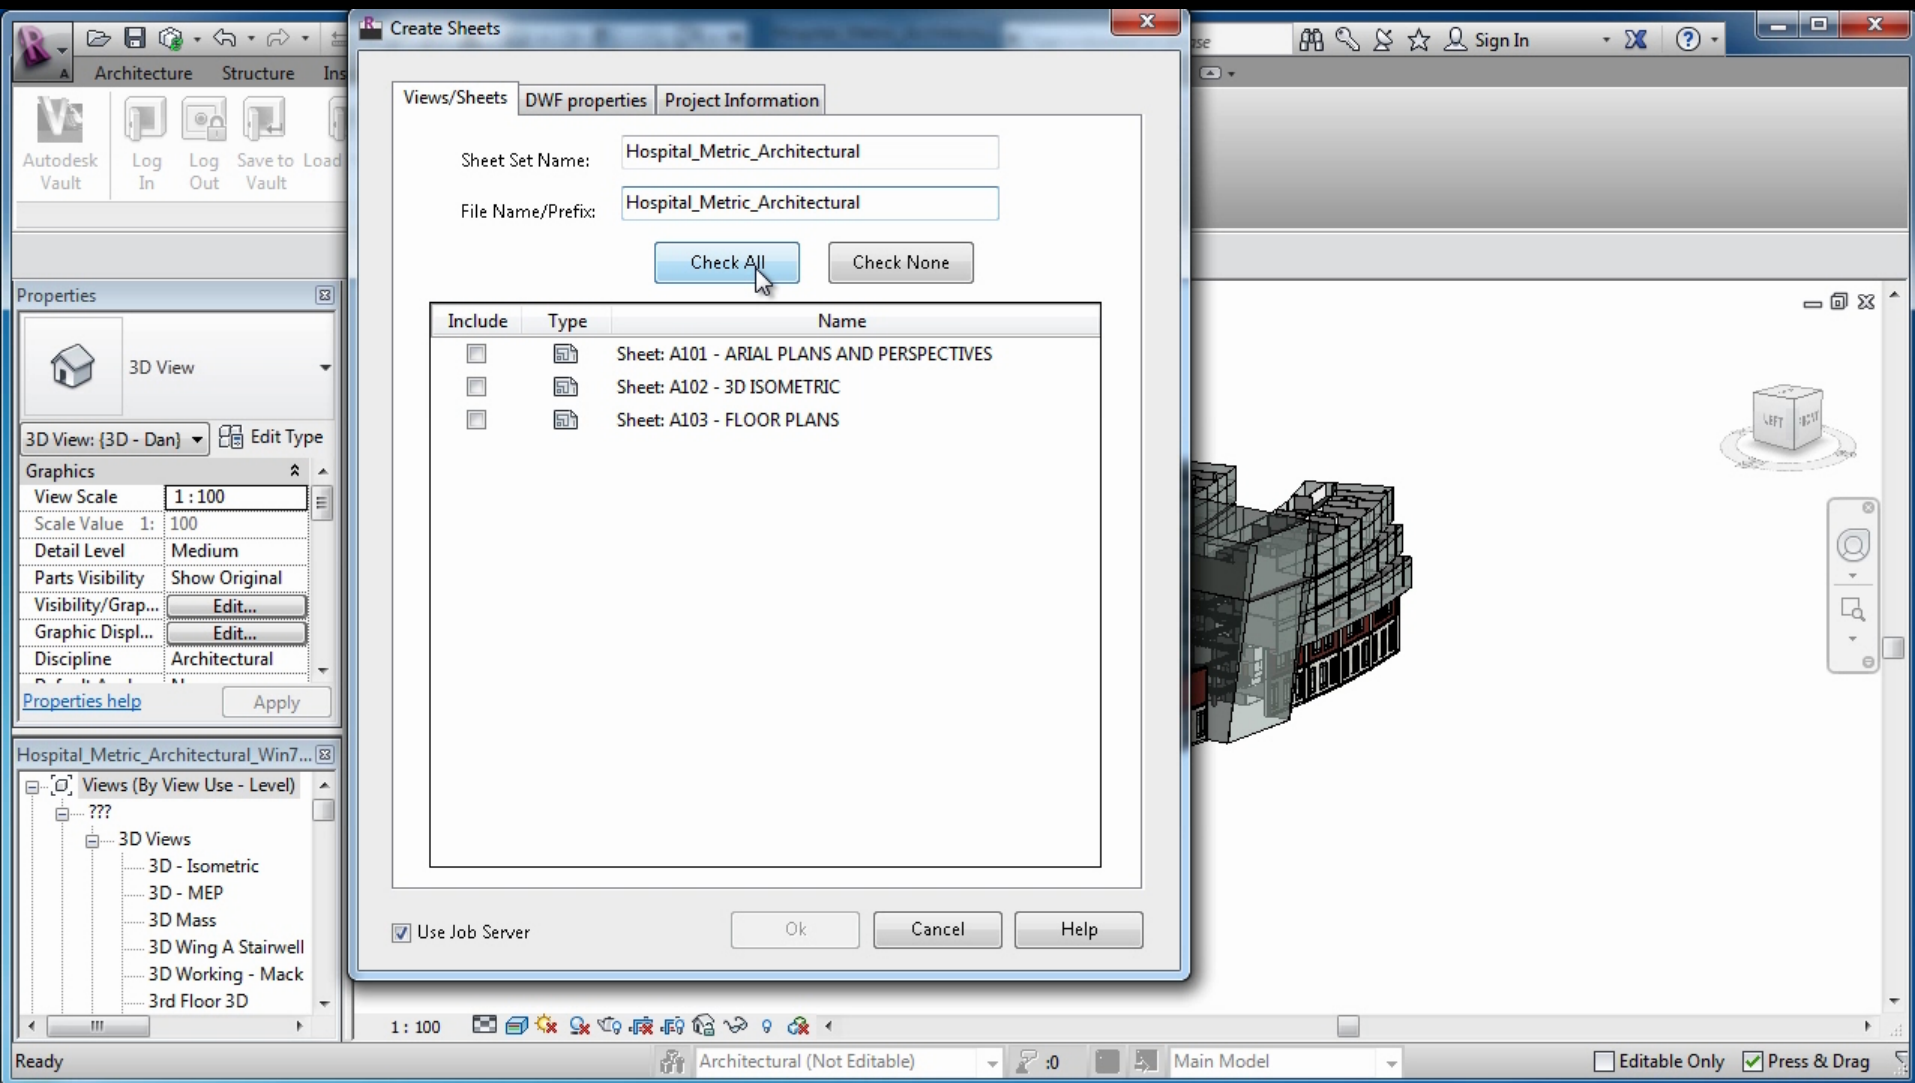 Create Sheets
Sign In
Architecture
Structure
Ins
Autodesk Vault
Log In
Log Out
Save to Vault
Load
Views/Sheets
DWF properties
Project Information
Sheet Set Name:
Hospital_Metric_Architectural
File Name/Prefix:
Hospital_Metric_Architectural
Check All
Check None
Include
Type
Name
Sheet: A101 - ARIAL PLANS AND PERSPECTIVES
Sheet: A102 - 3D ISOMETRIC
Sheet: A103 - FLOOR PLANS
Use Job Server
Ok
Cancel
Help
Properties
3D View
3D View: {3D - Dan}
Edit Type
Graphics
View Scale
1 : 100
Scale Value 1:
100
Detail Level
Medium
Parts Visibility
Show Original
Visibility/Grap...
Edit...
Graphic Displ...
Edit...
Discipline
Architectural
Properties help
Apply
Hospital_Metric_Architectural_Win7...
Views (By View Use - Level)
???
3D Views
3D - Isometric
3D - MEP
3D Mass
3D Wing A Stairwell
3D Working - Mack
3rd Floor 3D
LEFT
1 : 100
Ready
Architectural (Not Editable)
:0
Main Model
Editable Only
Press & Drag